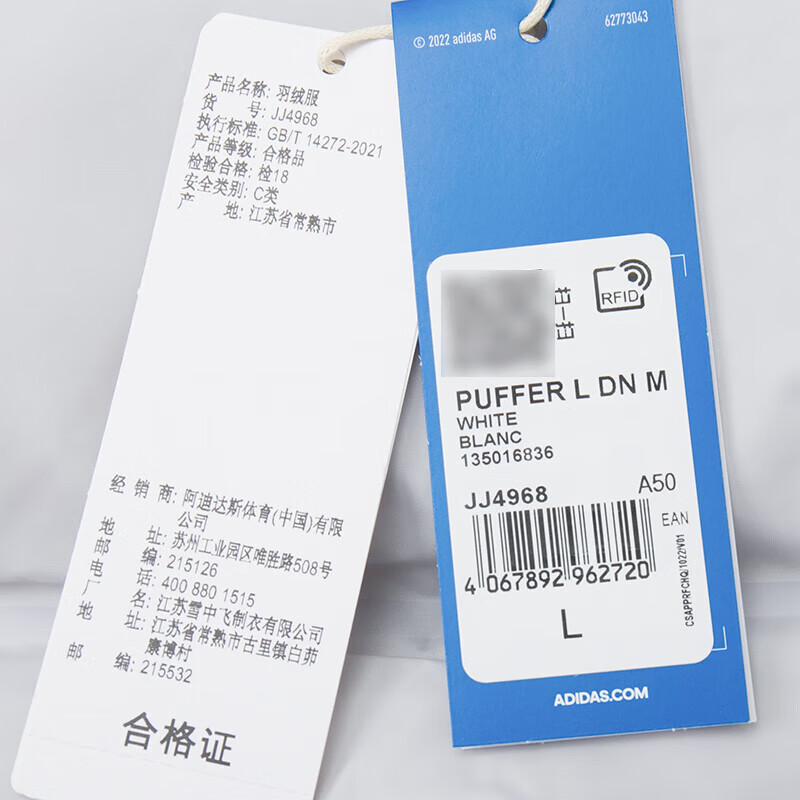 产品名称: 羽绒服
货 号: JJ4968
执行标准: GB/T 14272-2021
产品等级: 合格品
检验合格: 检18
安全类别: C类
产 地: 江苏省常熟市
经 销 商: 阿迪达斯体育(中国)有限
公司
地 址: 苏州工业园区唯胜路508号
邮 编: 215126
电 话: 400 880 1515
厂 名: 江苏雪中飞制衣有限公司
地 址: 江苏省常熟市古里镇白茆
康博村
邮 编: 215532
合格证
© 2022 adidas AG
62773043
RFID
PUFFER L DN M
WHITE
BLANC
135016836
JJ4968
A50
EAN
4 067892 962720
CSAPPRFCHQ/1022/V01
L
ADIDAS.COM